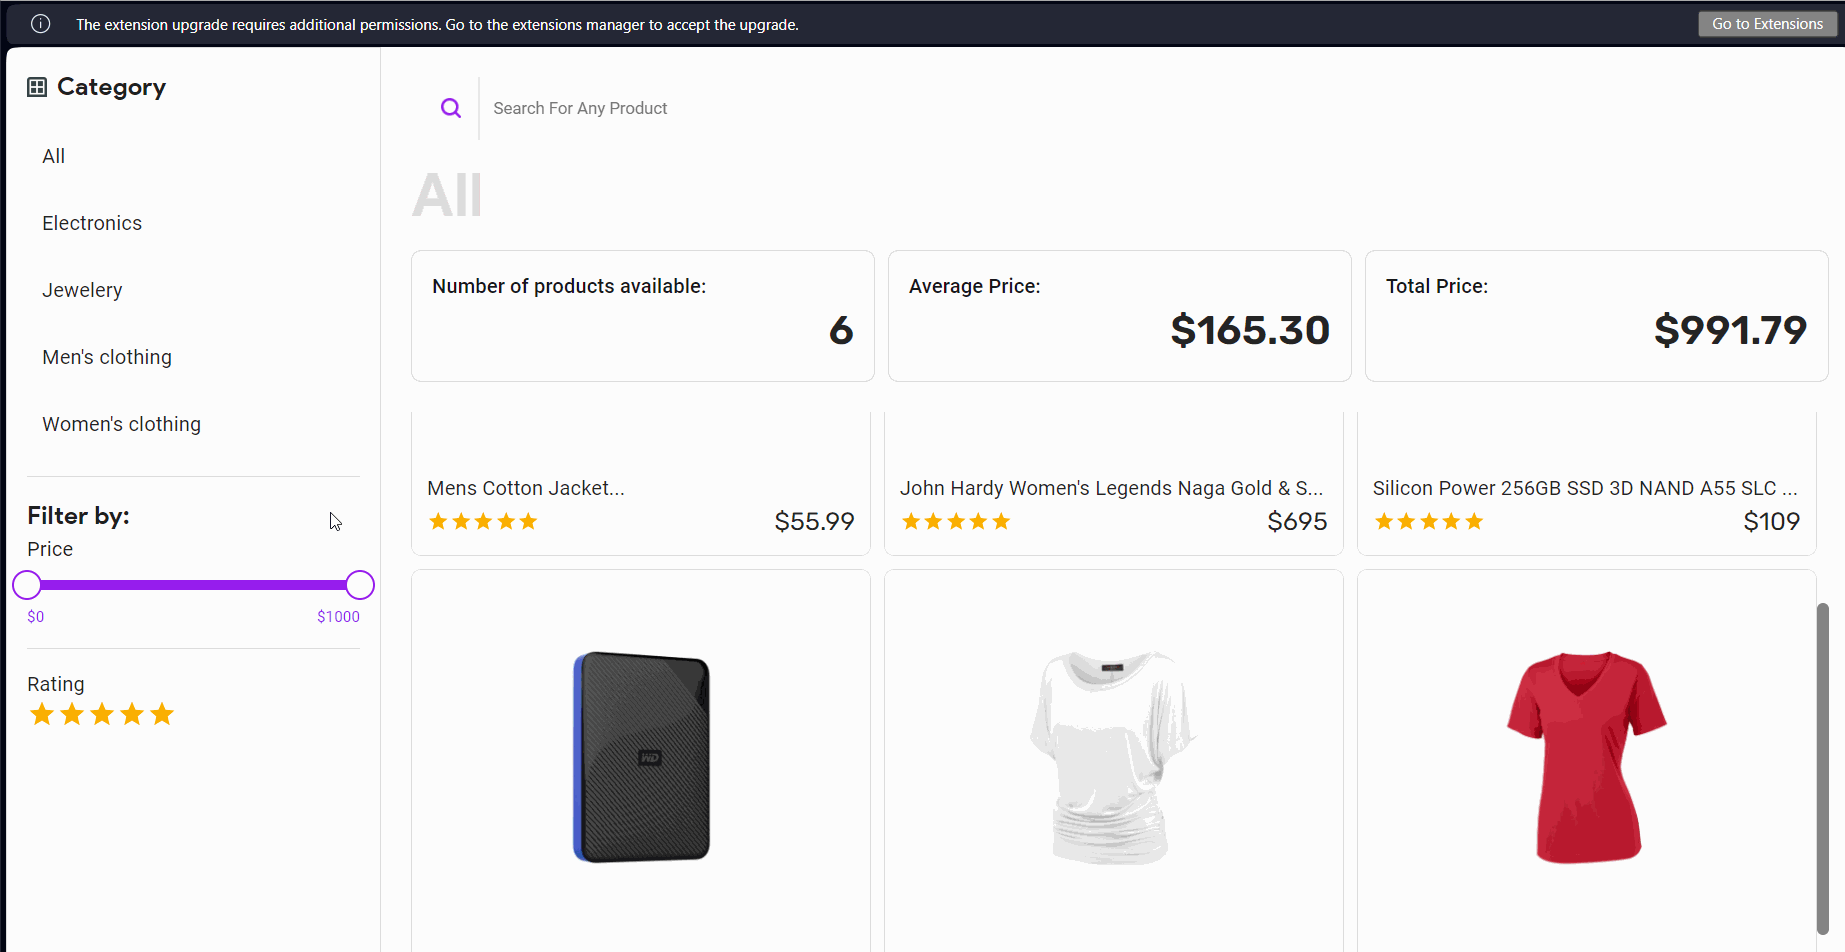 The extension upgrade requires additional permissions. Go to the extensions manager to accept the upgrade.
Go to Extensions
Category
All
Electronics
Jewelery
Men's clothing
Women's clothing
Filter by:
Price
$0
$1000
Rating
Search For Any Product
All
Number of products available:
6
Average Price:
$165.30
Total Price:
$991.79
Mens Cotton Jacket...
$55.99
John Hardy Women's Legends Naga Gold & S...
$695
Silicon Power 256GB SSD 3D NAND A55 SLC ...
$109
WD